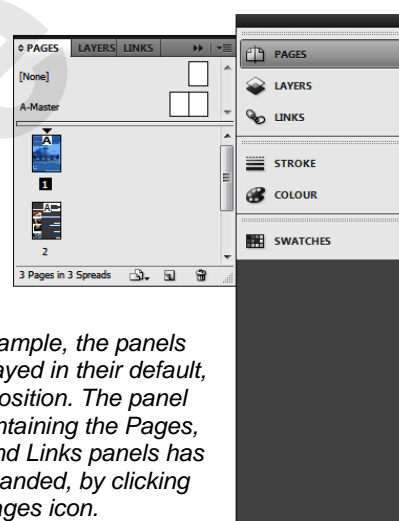 PAGES LAYERS LINKS
[None]
A-Master
A
1
A
2
3 Pages in 3 Spreads
PAGES
LAYERS
LINKS
STROKE
COLOUR
SWATCHES
ample, the panels
ayed in their default,
osition. The panel
ntaining the Pages,
nd Links panels has
anded, by clicking
ages icon.